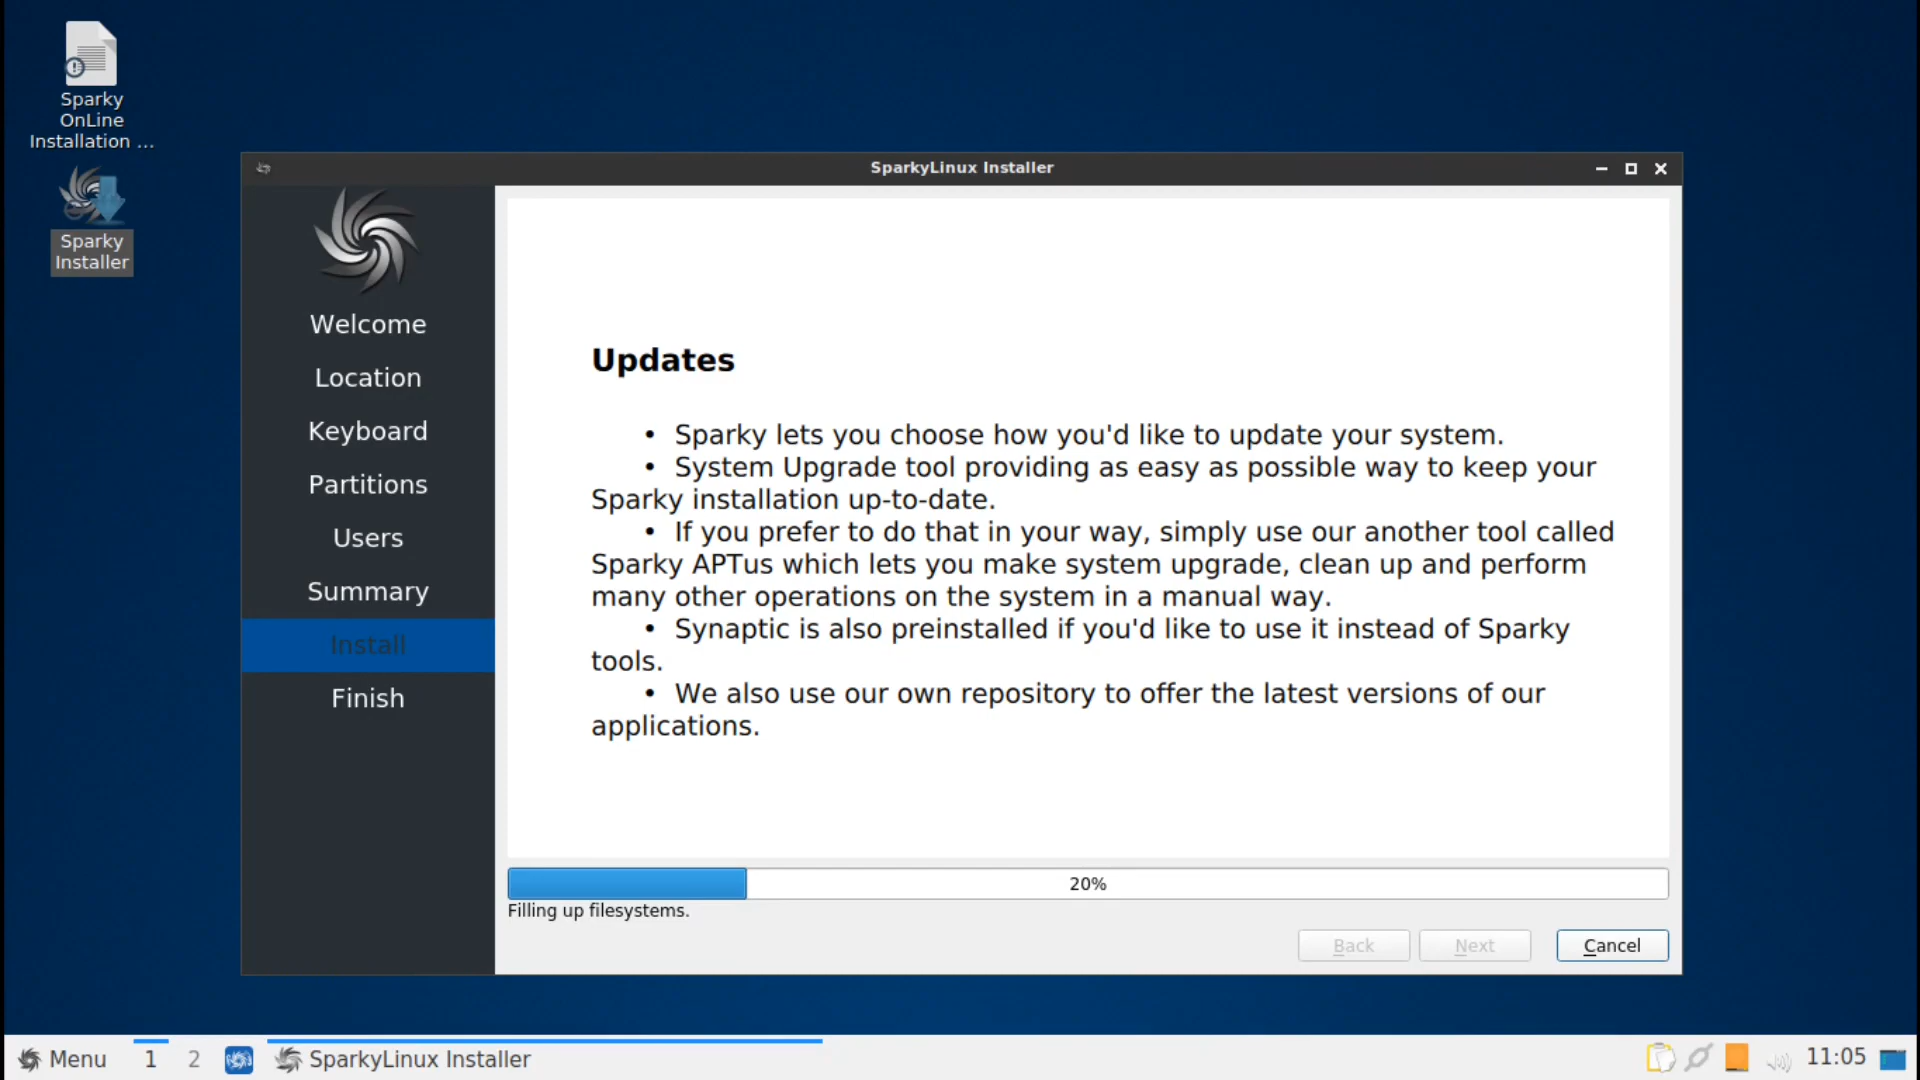 Sparky
OnLine
Installation ...
Sparky
Installer
SparkyLinux Installer
Welcome
Location
Keyboard
Partitions
Users
Summary
Install
Finish
Updates
• Sparky lets you choose how you'd like to update your system.
• System Upgrade tool providing as easy as possible way to keep your
Sparky installation up-to-date.
• If you prefer to do that in your way, simply use our another tool called
Sparky APTus which lets you make system upgrade, clean up and perform
many other operations on the system in a manual way.
• Synaptic is also preinstalled if you'd like to use it instead of Sparky
tools.
• We also use our own repository to offer the latest versions of our
applications.
20%
Filling up filesystems.
Back
Next
Cancel
Menu
1
2
SparkyLinux Installer
11:05